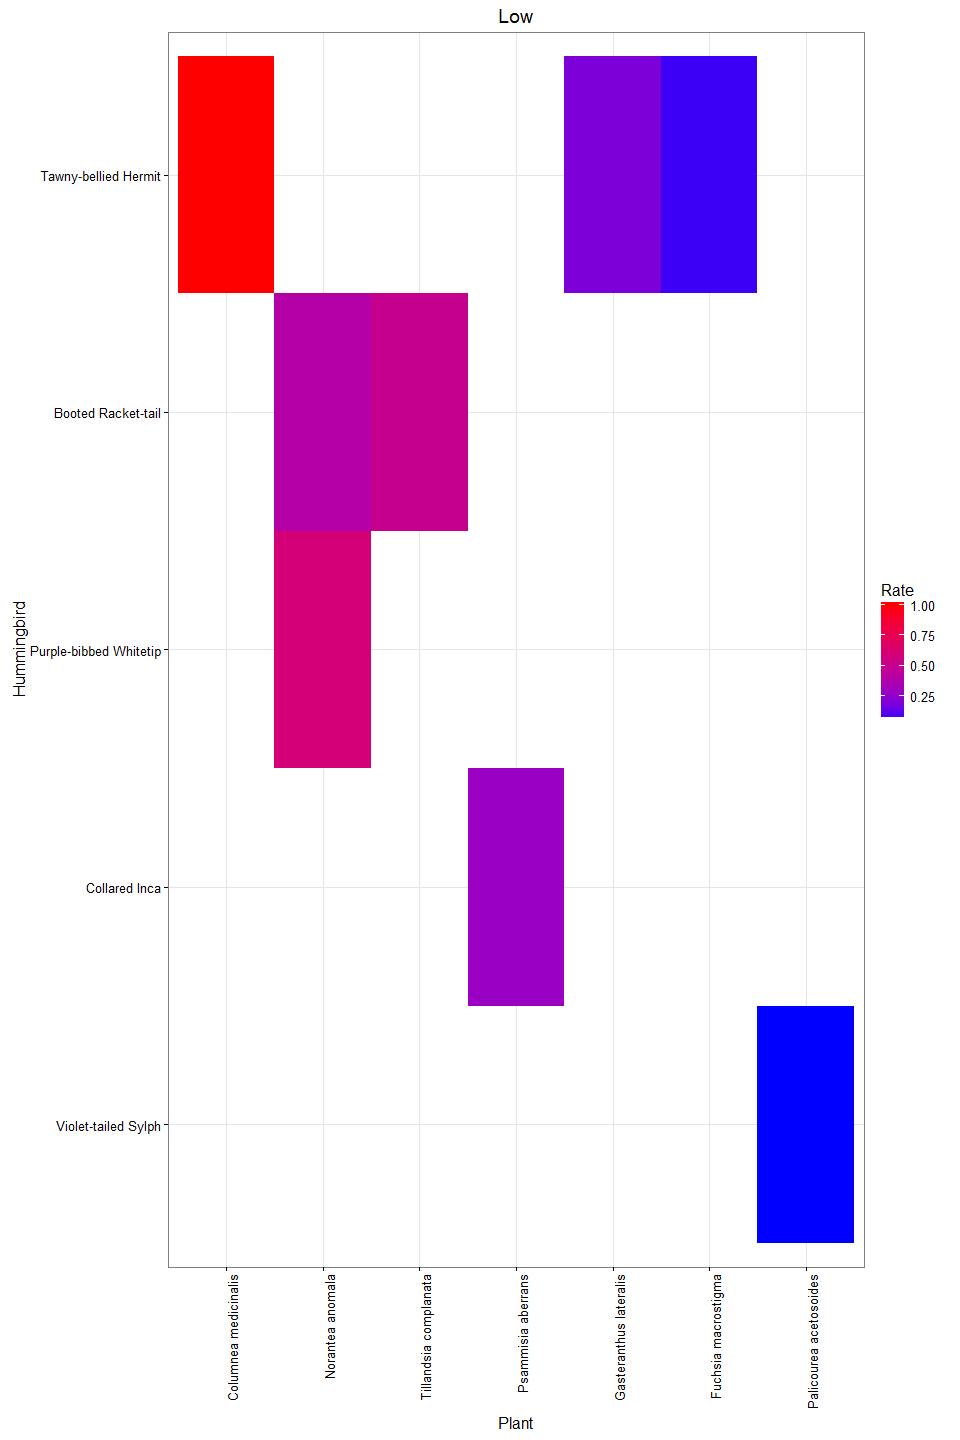 Low
Tawny-bellied Hermit
Booted Racket-tail
Purple-bibbed Whitetip
Collared Inca
Violet-tailed Sylph
Hummingbird
Rate
1.00
0.75
0.50
0.25
Columnea medicinalis
Norantea anomala
Tillandsia complanata
Psammisia aberrans
Gasteranthus lateralis
Fuchsia macrostigma
Palicourea acetosoides
Plant